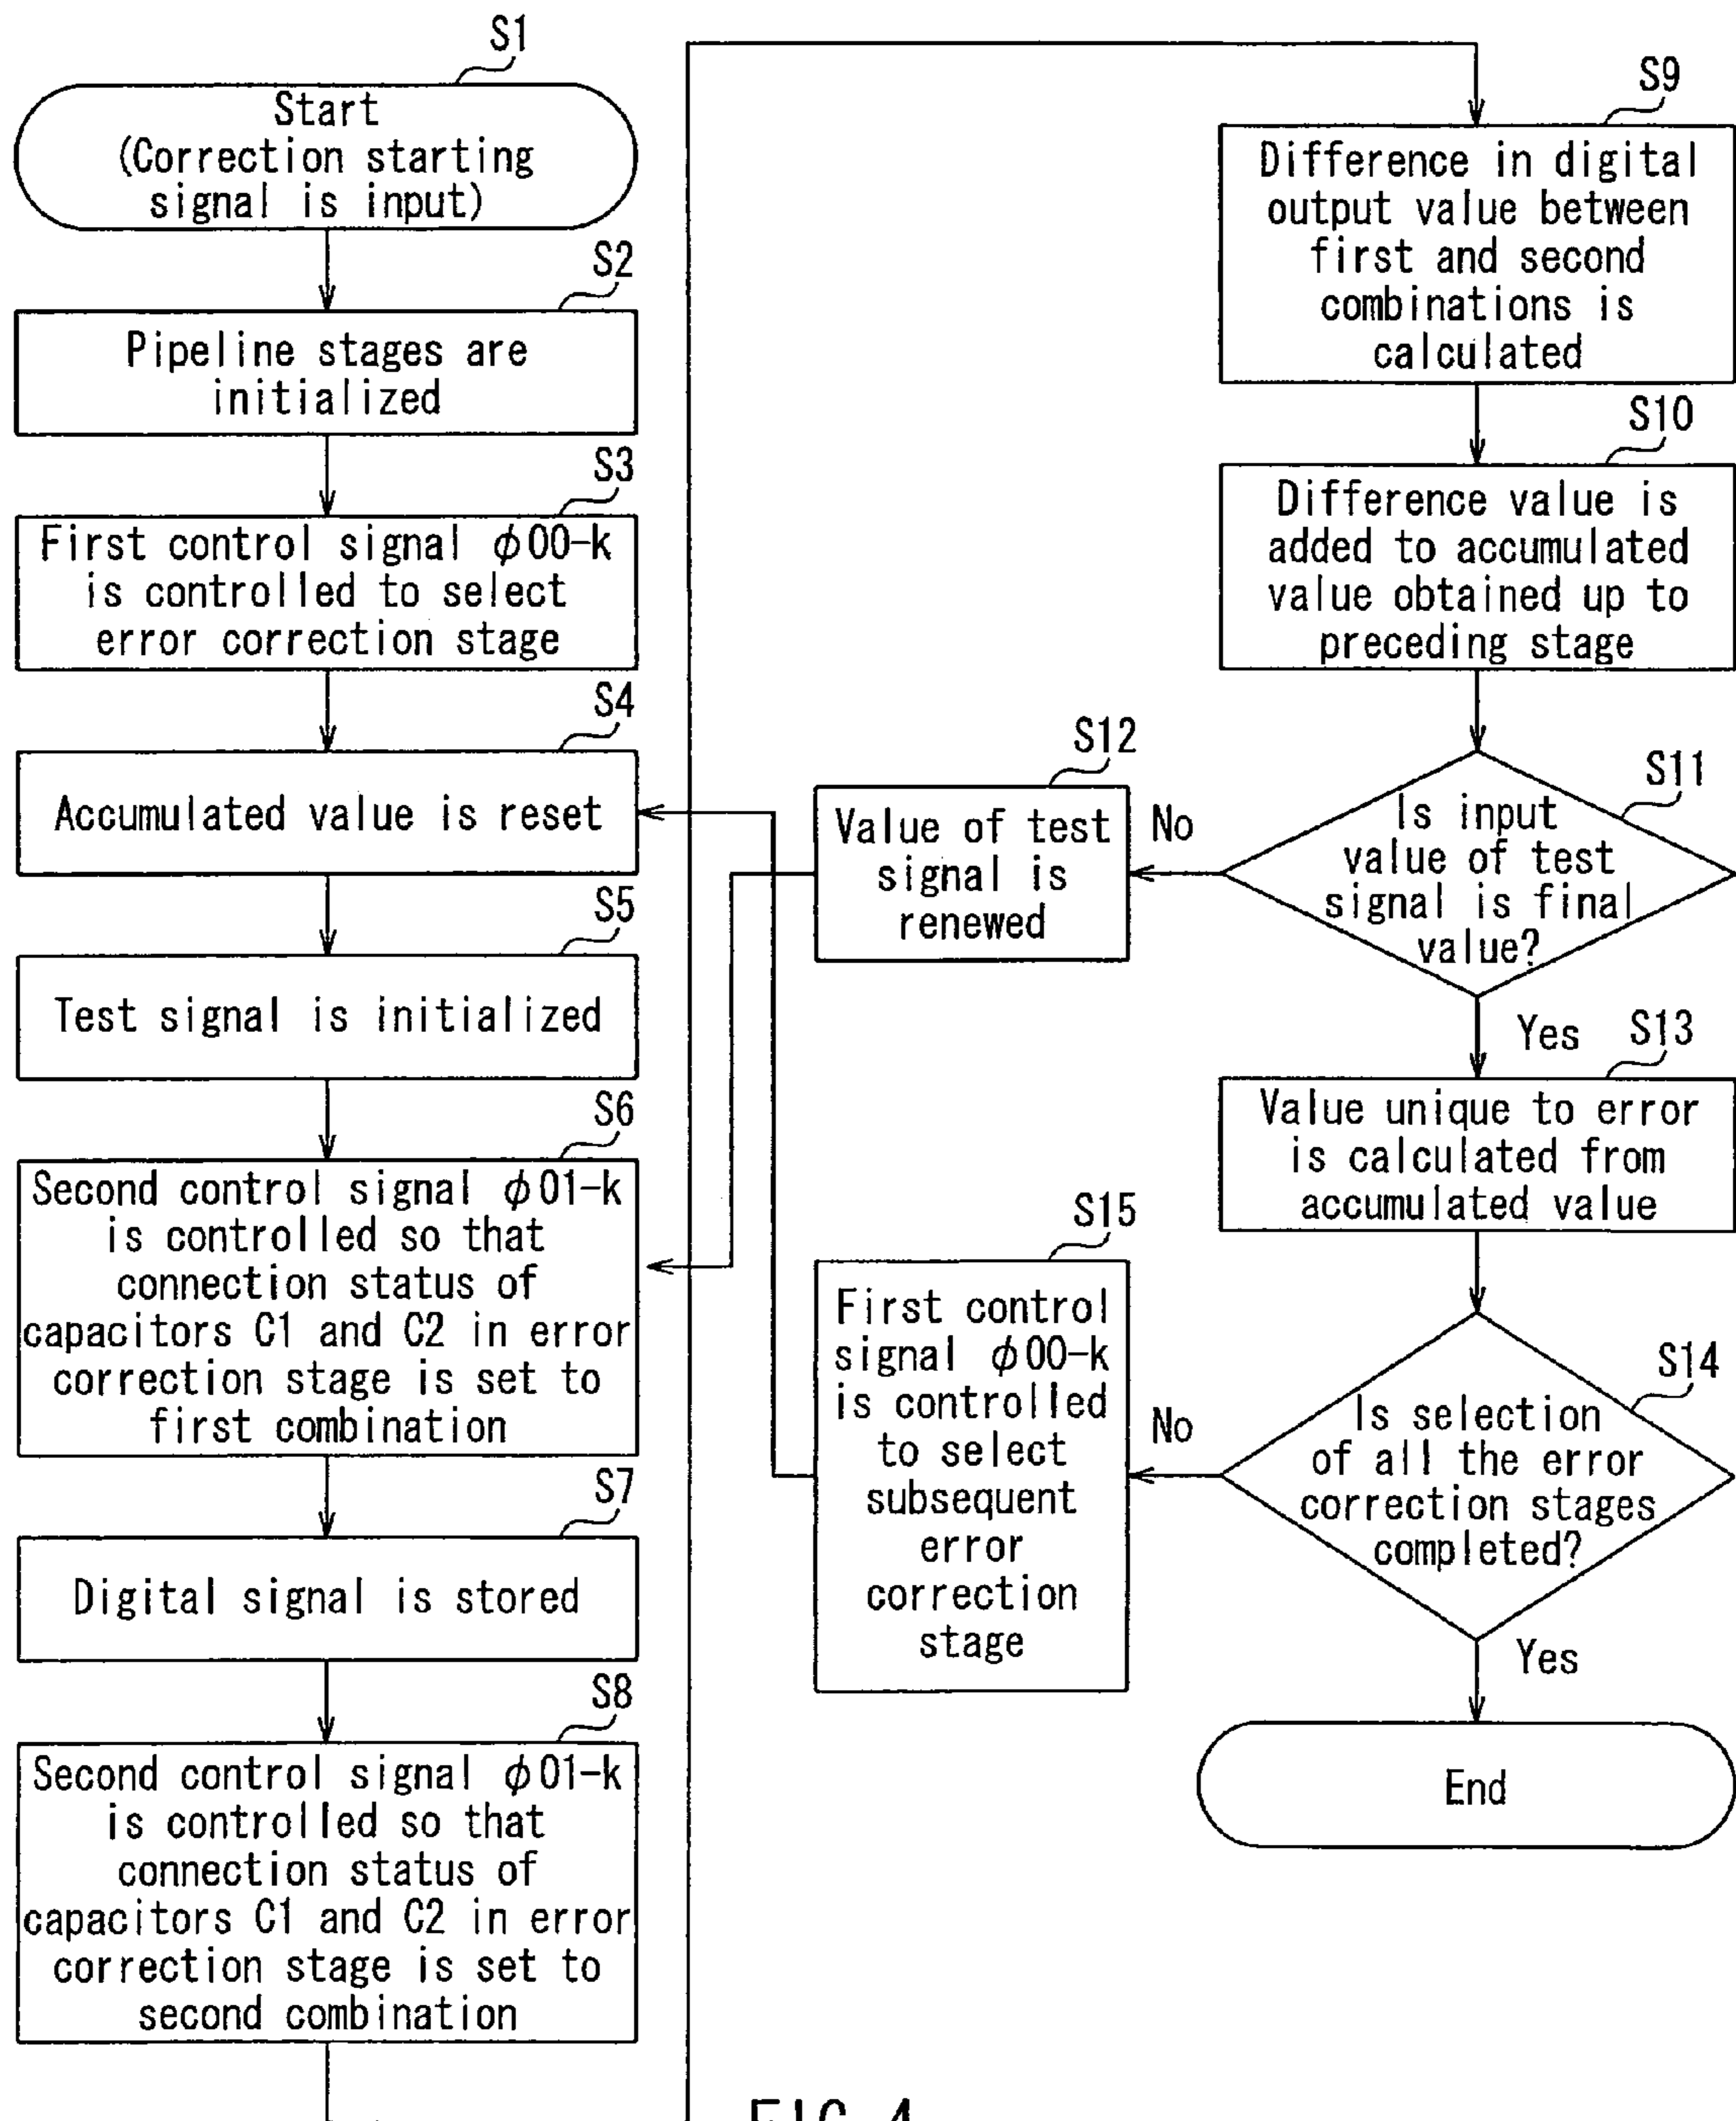 S1
Start
(Correction starting
signal is input)
S2
Pipeline stages are
initialized
S3
First control signal φ00-k
is controlled to select
error correction stage
S4
Accumulated value is reset
S5
Test signal is initialized
S6
Second control signal φ01-k
is controlled so that
connection status of
capacitors C1 and C2 in error
correction stage is set to
first combination
S7
Digital signal is stored
S8
Second control signal φ01-k
is controlled so that
connection status of
capacitors C1 and C2 in error
correction stage is set to
second combination
S9
Difference in digital
output value between
first and second
combinations is
calculated
S10
Difference value is
added to accumulated
value obtained up to
preceding stage
S11
Is input
value of test
signal is final
value?
No
S12
Value of test
signal is
renewed
Yes
S13
Value unique to error
is calculated from
accumulated value
S14
Is selection
of all the error
correction stages
completed?
No
S15
First control
signal φ00-k
is controlled
to select
subsequent
error
correction
stage
Yes
End
FIG. 4